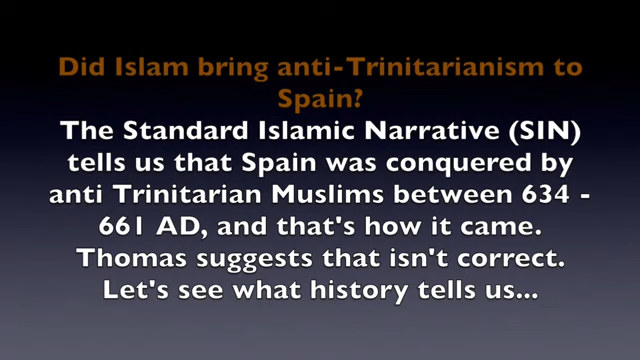 Did Islam bring anti-Trinitarianism to
Spain?
The Standard Islamic Narrative (SIN)
tells us that Spain was conquered by
anti Trinitarian Muslims between 634 -
661 AD, and that's how it came.
Thomas suggests that isn't correct.
Let's see what history tells us...